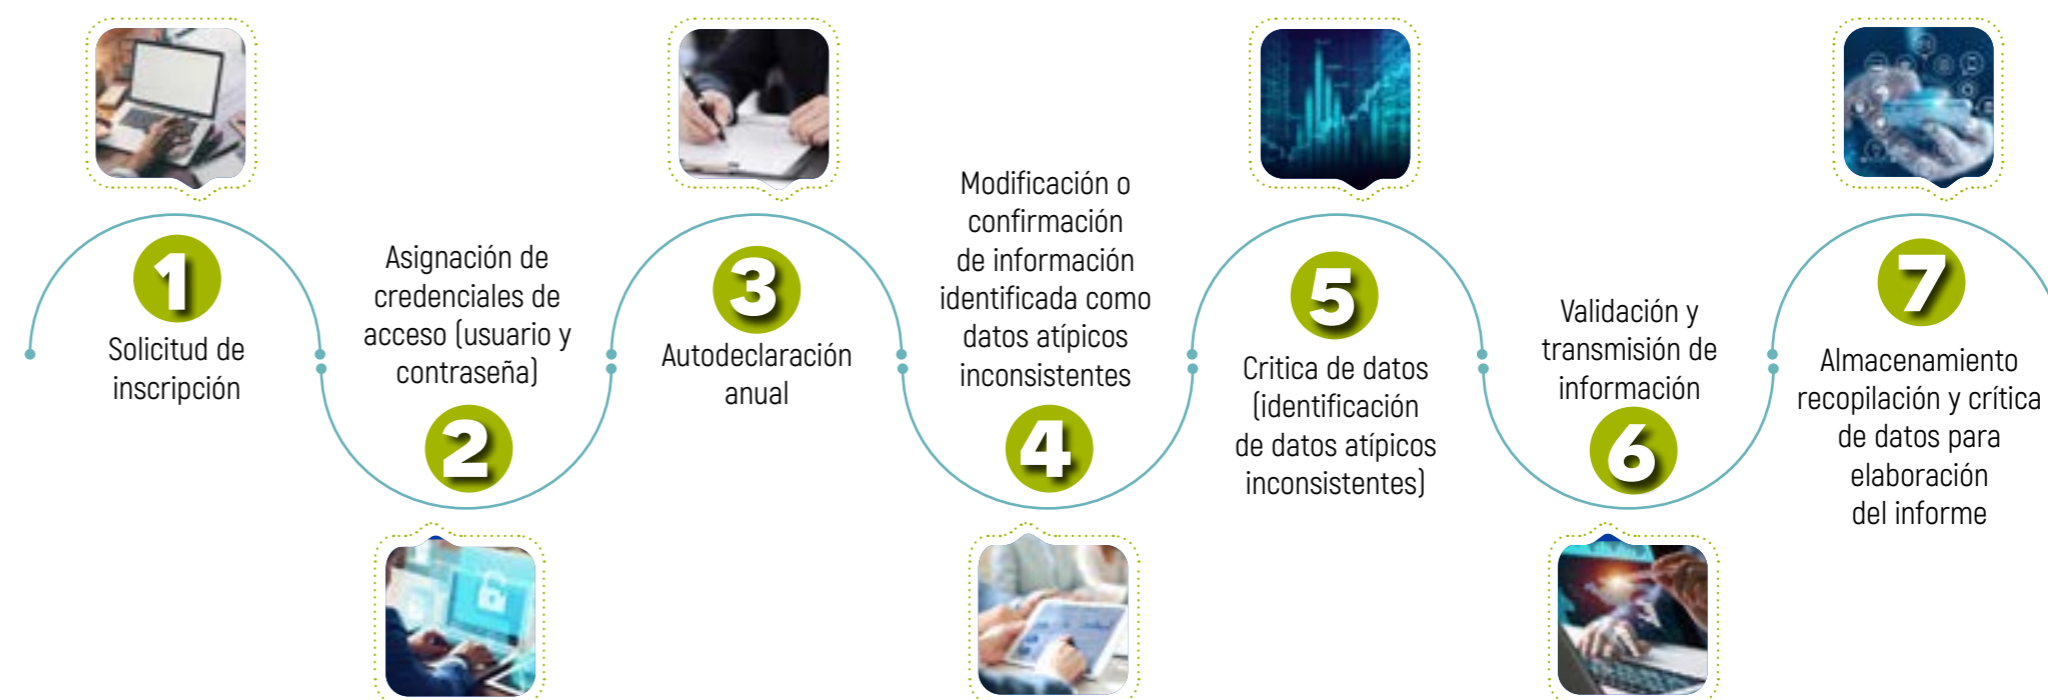 1
Solicitud de
inscripción
Asignación de
credenciales de
acceso (usuario y
contraseña)
2
3
Autodeclaración
anual
Modificación o
confirmación
de información
identificada como
datos atípicos
inconsistentes
4
5
Critica de datos
(identificación
de datos atípicos
inconsistentes)
Validación y
transmisión de
información
6
7
Almacenamiento
recopilación y crítica
de datos para
elaboración
del informe